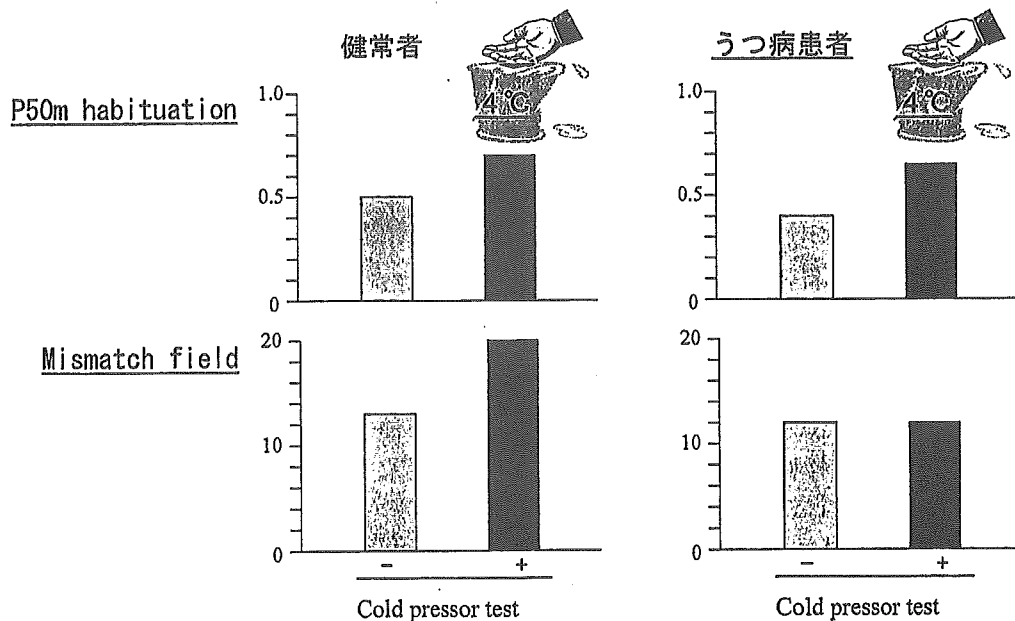 健常者
うつ病患者
4℃
4℃
P50m habituation
1.0
0.5
0
1.0
0.5
0
Mismatch field
20
10
0
20
10
0
- +
- +
Cold pressor test
Cold pressor test